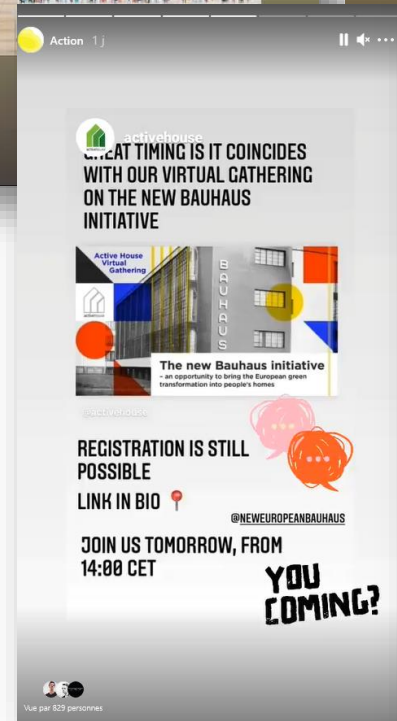 Action 1 j
activehouse
GREAT TIMING IS IT COINCIDES
WITH OUR VIRTUAL GATHERING
ON THE NEW BAUHAUS
INITIATIVE
Active House
Virtual
Gathering
activehouse
BAUHAUS
The new Bauhaus initiative
– an opportunity to bring the European green
transformation into people's homes
@activehouse
REGISTRATION IS STILL
POSSIBLE
LINK IN BIO 📍
@NEWEUROPEANBAUHAUS
JOIN US TOMORROW, FROM
14:00 CET
YOU
COMING?
Vue par 829 personnes